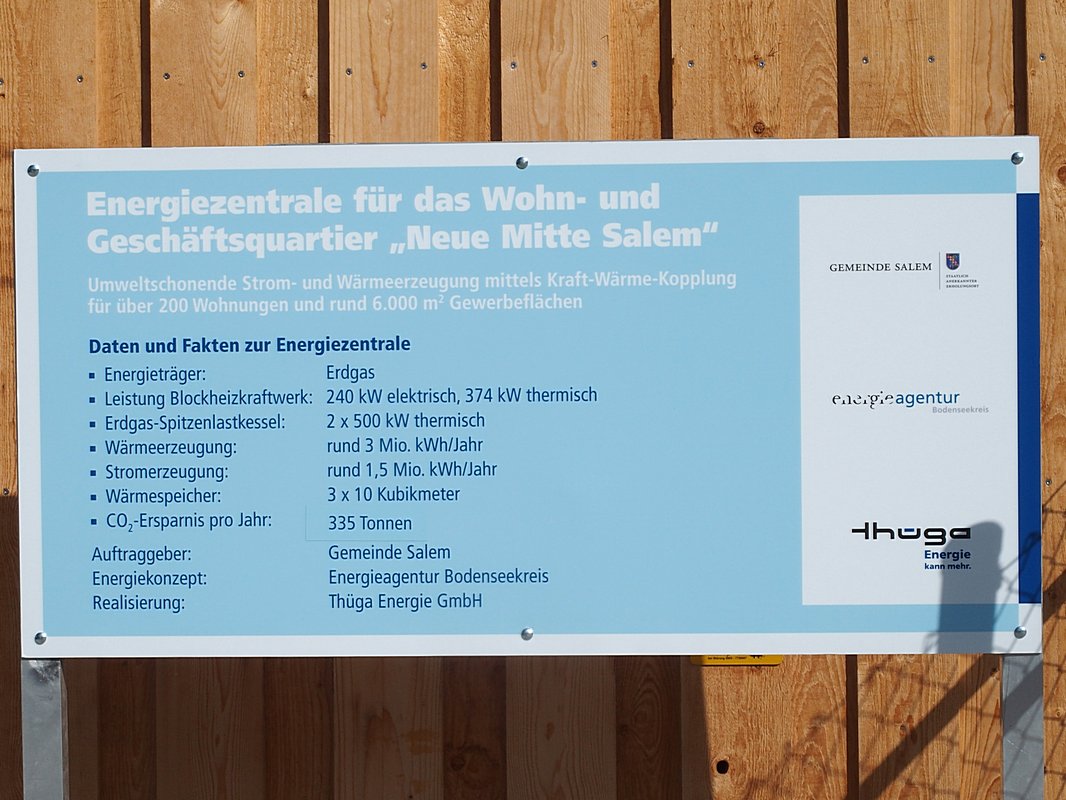 Energiezentrale für das Wohn- und
Geschäftsquartier „Neue Mitte Salem“
Umweltschonende Strom- und Wärmeerzeugung mittels Kraft-Wärme-Kopplung
für über 200 Wohnungen und rund 6.000 m² Gewerbeflächen
Daten und Fakten zur Energiezentrale
▪ Energieträger: Erdgas
▪ Leistung Blockheizkraftwerk: 240 kW elektrisch, 374 kW thermisch
▪ Erdgas-Spitzenlastkessel: 2 x 500 kW thermisch
▪ Wärmeerzeugung: rund 3 Mio. kWh/Jahr
▪ Stromerzeugung: rund 1,5 Mio. kWh/Jahr
▪ Wärmespeicher: 3 x 10 Kubikmeter
▪ CO₂-Ersparnis pro Jahr: 335 Tonnen
Auftraggeber: Gemeinde Salem
Energiekonzept: Energieagentur Bodenseekreis
Realisierung: Thüga Energie GmbH
GEMEINDE SALEM
STAATLICH
ANERKANNTER
ERHOLUNGSORT
energieagentur
Bodenseekreis
thüga
Energie
kann mehr.